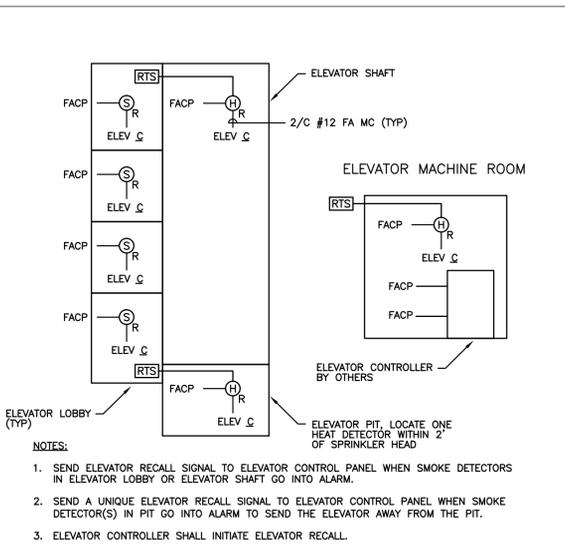 RTS
ELEVATOR SHAFT
FACP S R
ELEV C
FACP H R
ELEV C
2/C #12 FA MC (TYP)
FACP S R
ELEV C
FACP S R
ELEV C
FACP S R
ELEV C
ELEVATOR MACHINE ROOM
RTS
FACP H R
ELEV C
FACP
FACP
ELEVATOR CONTROLLER
BY OTHERS
RTS
FACP H R
ELEV C
ELEVATOR LOBBY
(TYP)
ELEVATOR PIT, LOCATE ONE
HEAT DETECTOR WITHIN 2'
OF SPRINKLER HEAD
NOTES:
1. SEND ELEVATOR RECALL SIGNAL TO ELEVATOR CONTROL PANEL WHEN SMOKE DETECTORS
IN ELEVATOR LOBBY OR ELEVATOR SHAFT GO INTO ALARM.
2. SEND A UNIQUE ELEVATOR RECALL SIGNAL TO ELEVATOR CONTROL PANEL WHEN SMOKE
DETECTOR(S) IN PIT GO INTO ALARM TO SEND THE ELEVATOR AWAY FROM THE PIT.
3. ELEVATOR CONTROLLER SHALL INITIATE ELEVATOR RECALL.